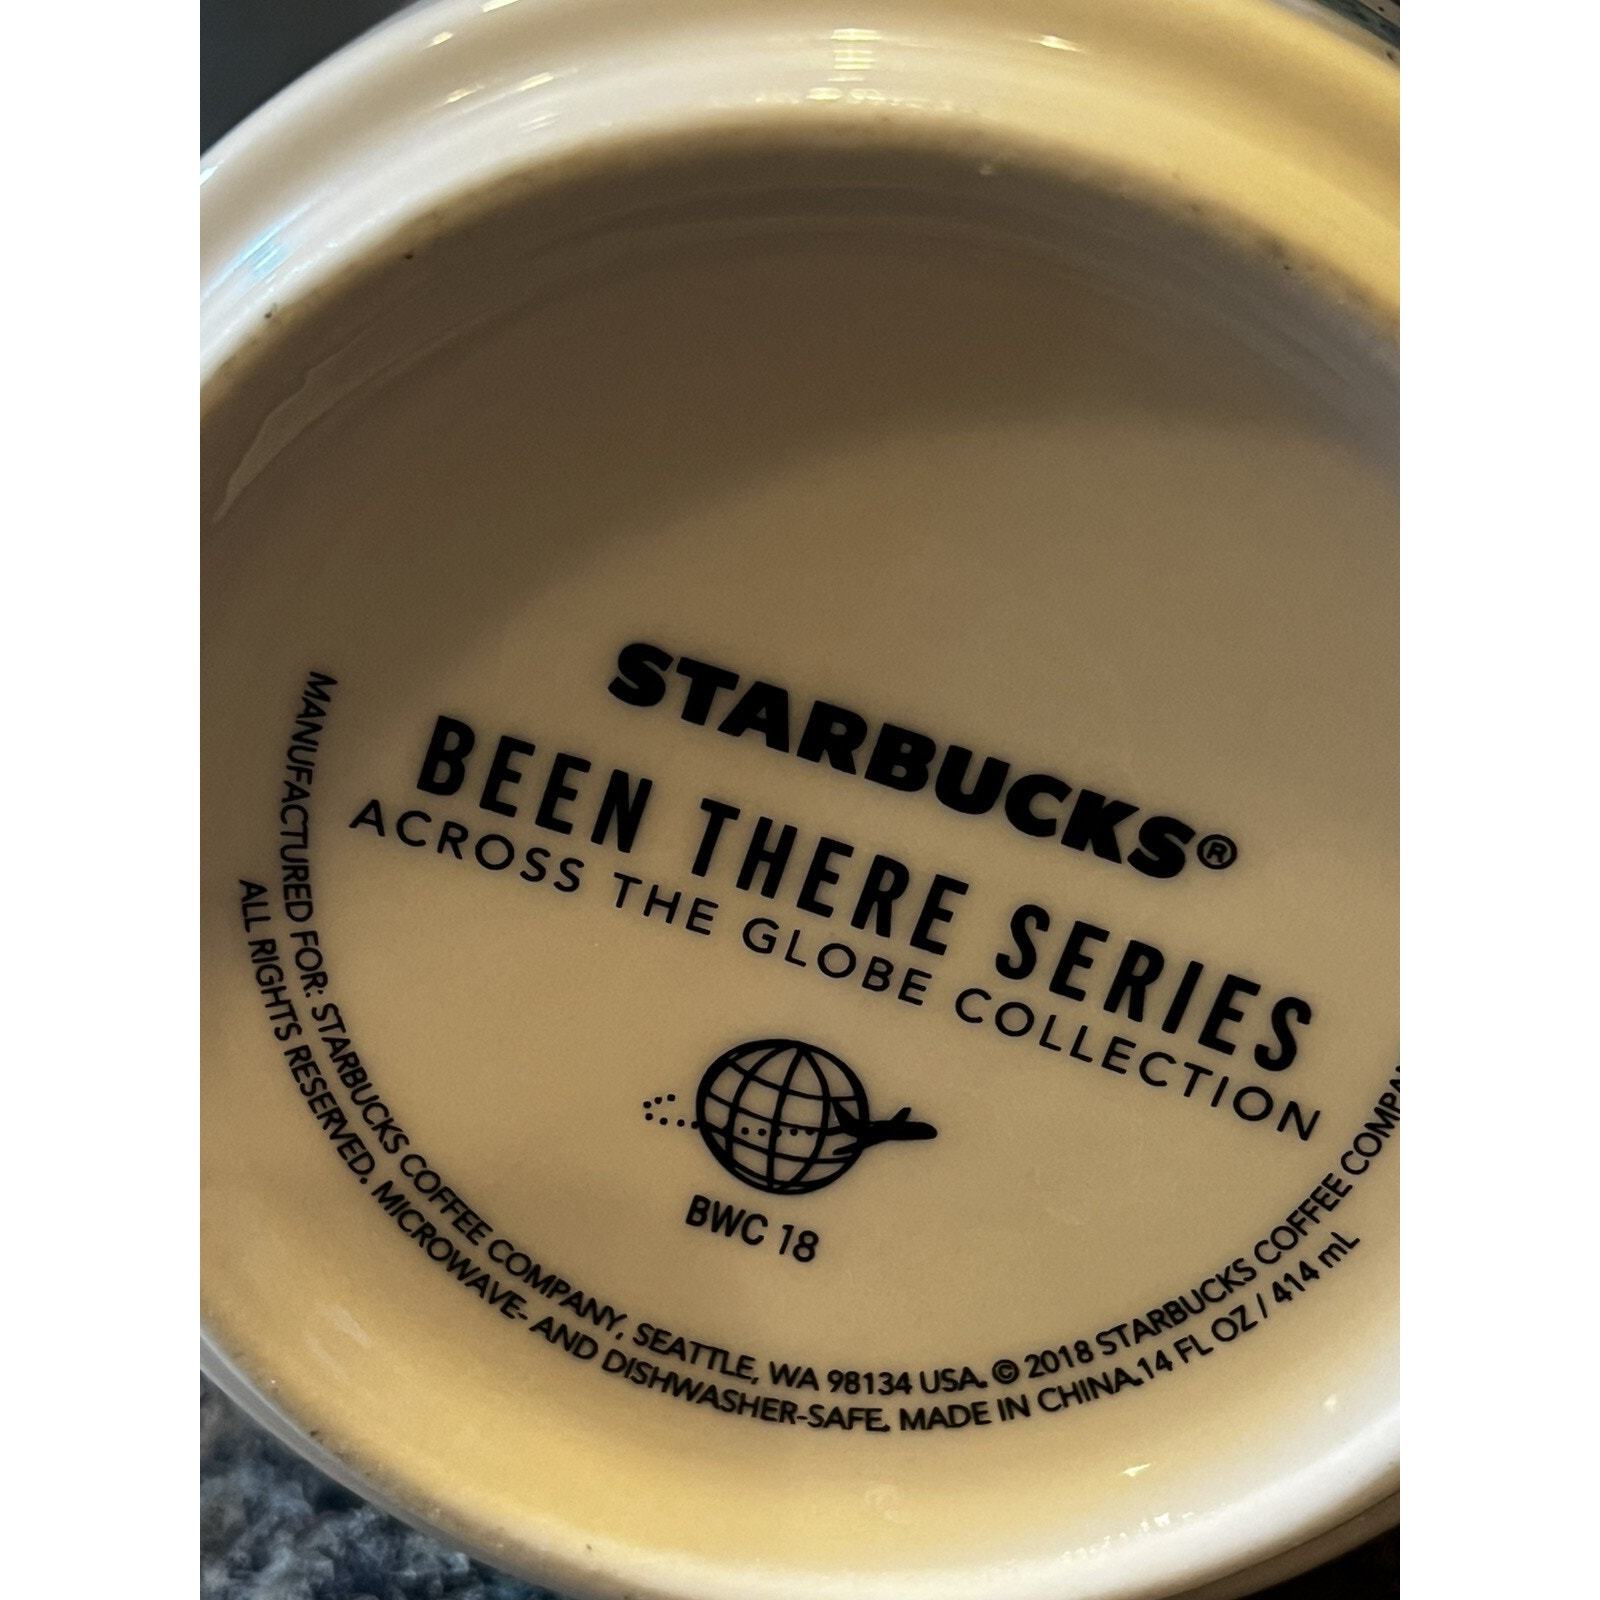 STARBUCKS®
BEEN THERE SERIES
ACROSS THE GLOBE COLLECTION
BWC 18
MANUFACTURED FOR: STARBUCKS COFFEE COMPANY, SEATTLE, WA 98134 USA. © 2018 STARBUCKS COFFEE
ALL RIGHTS RESERVED. MICROWAVE- AND DISHWASHER-SAFE. MADE IN CHINA.14 FL OZ / 414 mL